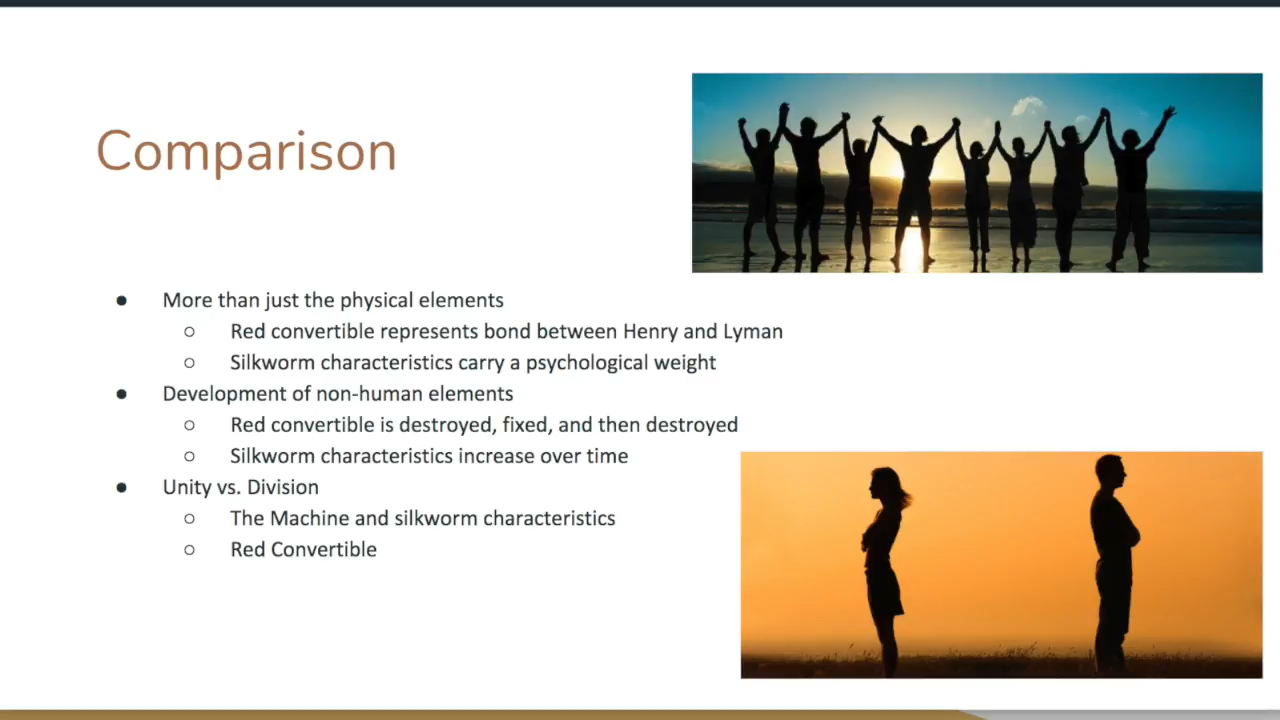 Comparison
● More than just the physical elements
○ Red convertible represents bond between Henry and Lyman
○ Silkworm characteristics carry a psychological weight
● Development of non-human elements
○ Red convertible is destroyed, fixed, and then destroyed
○ Silkworm characteristics increase over time
● Unity vs. Division
○ The Machine and silkworm characteristics
○ Red Convertible